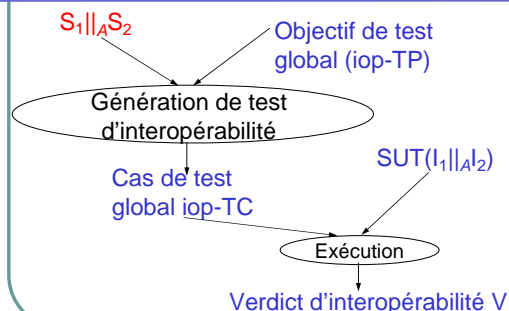 S₁||ₐS₂
Objectif de test
global (iop-TP)
Génération de test
d'interopérabilité
SUT(I₁||ₐI₂)
Cas de test
global iop-TC
Exécution
Verdict d'interopérabilité V